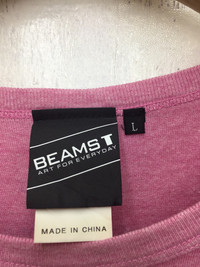 BEAMS T
ART FOR EVERYDAY
L
MADE IN CHINA